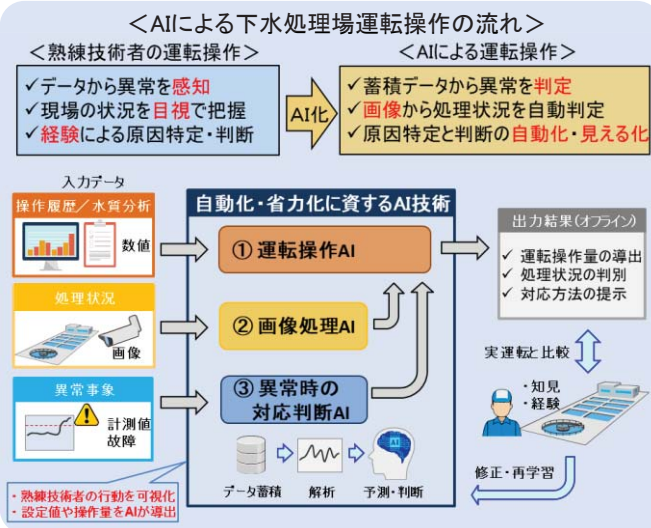 ＜AIによる下水処理場運転操作の流れ＞
＜熟練技術者の運転操作＞
✓データから異常を感知
✓現場の状況を目視で把握
✓経験による原因特定・判断
AI化
＜AIによる運転操作＞
✓蓄積データから異常を判定
✓画像から処理状況を自動判定
✓原因特定と判断の自動化・見える化
入力データ
操作履歴／水質分析
数値
処理状況
画像
異常事象
計測値
故障
自動化・省力化に資するAI技術
①運転操作AI
②画像処理AI
③異常時の
対応判断AI
AI
データ蓄積
解析
予測・判断
・熟練技術者の行動を可視化
・設定値や操作量をAIが導出
出力結果(オフライン)
✓ 運転操作量の導出
✓ 処理状況の判別
✓ 対応方法の提示
実運転と比較
・知見
・経験
修正・再学習